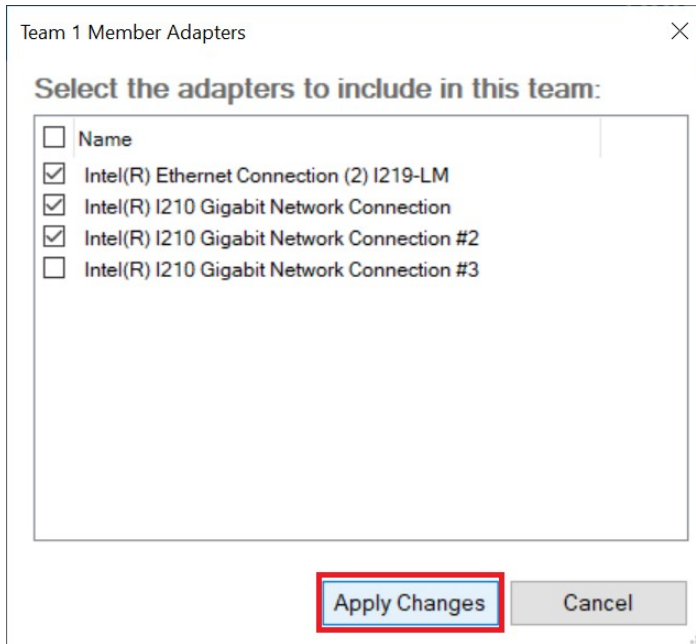 Team 1 Member Adapters
Select the adapters to include in this team:
Name
Intel(R) Ethernet Connection (2) I219-LM
Intel(R) I210 Gigabit Network Connection
Intel(R) I210 Gigabit Network Connection #2
Intel(R) I210 Gigabit Network Connection #3
Apply Changes Cancel